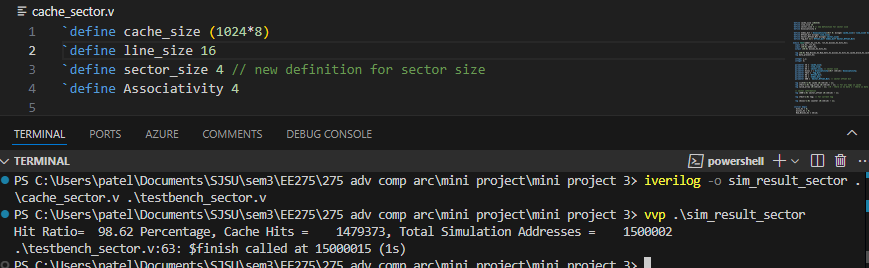 cache_sector.v
1 `define cache_size (1024*8)
2 `define line_size 16
3 `define sector_size 4 // new definition for sector size
4 `define Associativity 4
5
TERMINAL PORTS AZURE COMMENTS DEBUG CONSOLE
TERMINAL powershell
PS C:\Users\patel\Documents\SJSU\sem3\EE275\275 adv comp arc\mini project\mini project 3> iverilog -o sim_result_sector .
\cache_sector.v .\testbench_sector.v
PS C:\Users\patel\Documents\SJSU\sem3\EE275\275 adv comp arc\mini project\mini project 3> vvp .\sim_result_sector
Hit Ratio=  98.62 Percentage, Cache Hits =    1479373, Total Simulation Addresses =    1500002
.\testbench_sector.v:63: $finish called at 15000015 (1s)
PS C:\Users\patel\Documents\SJSU\sem3\EE275\275 adv comp arc\mini project\mini project 3>